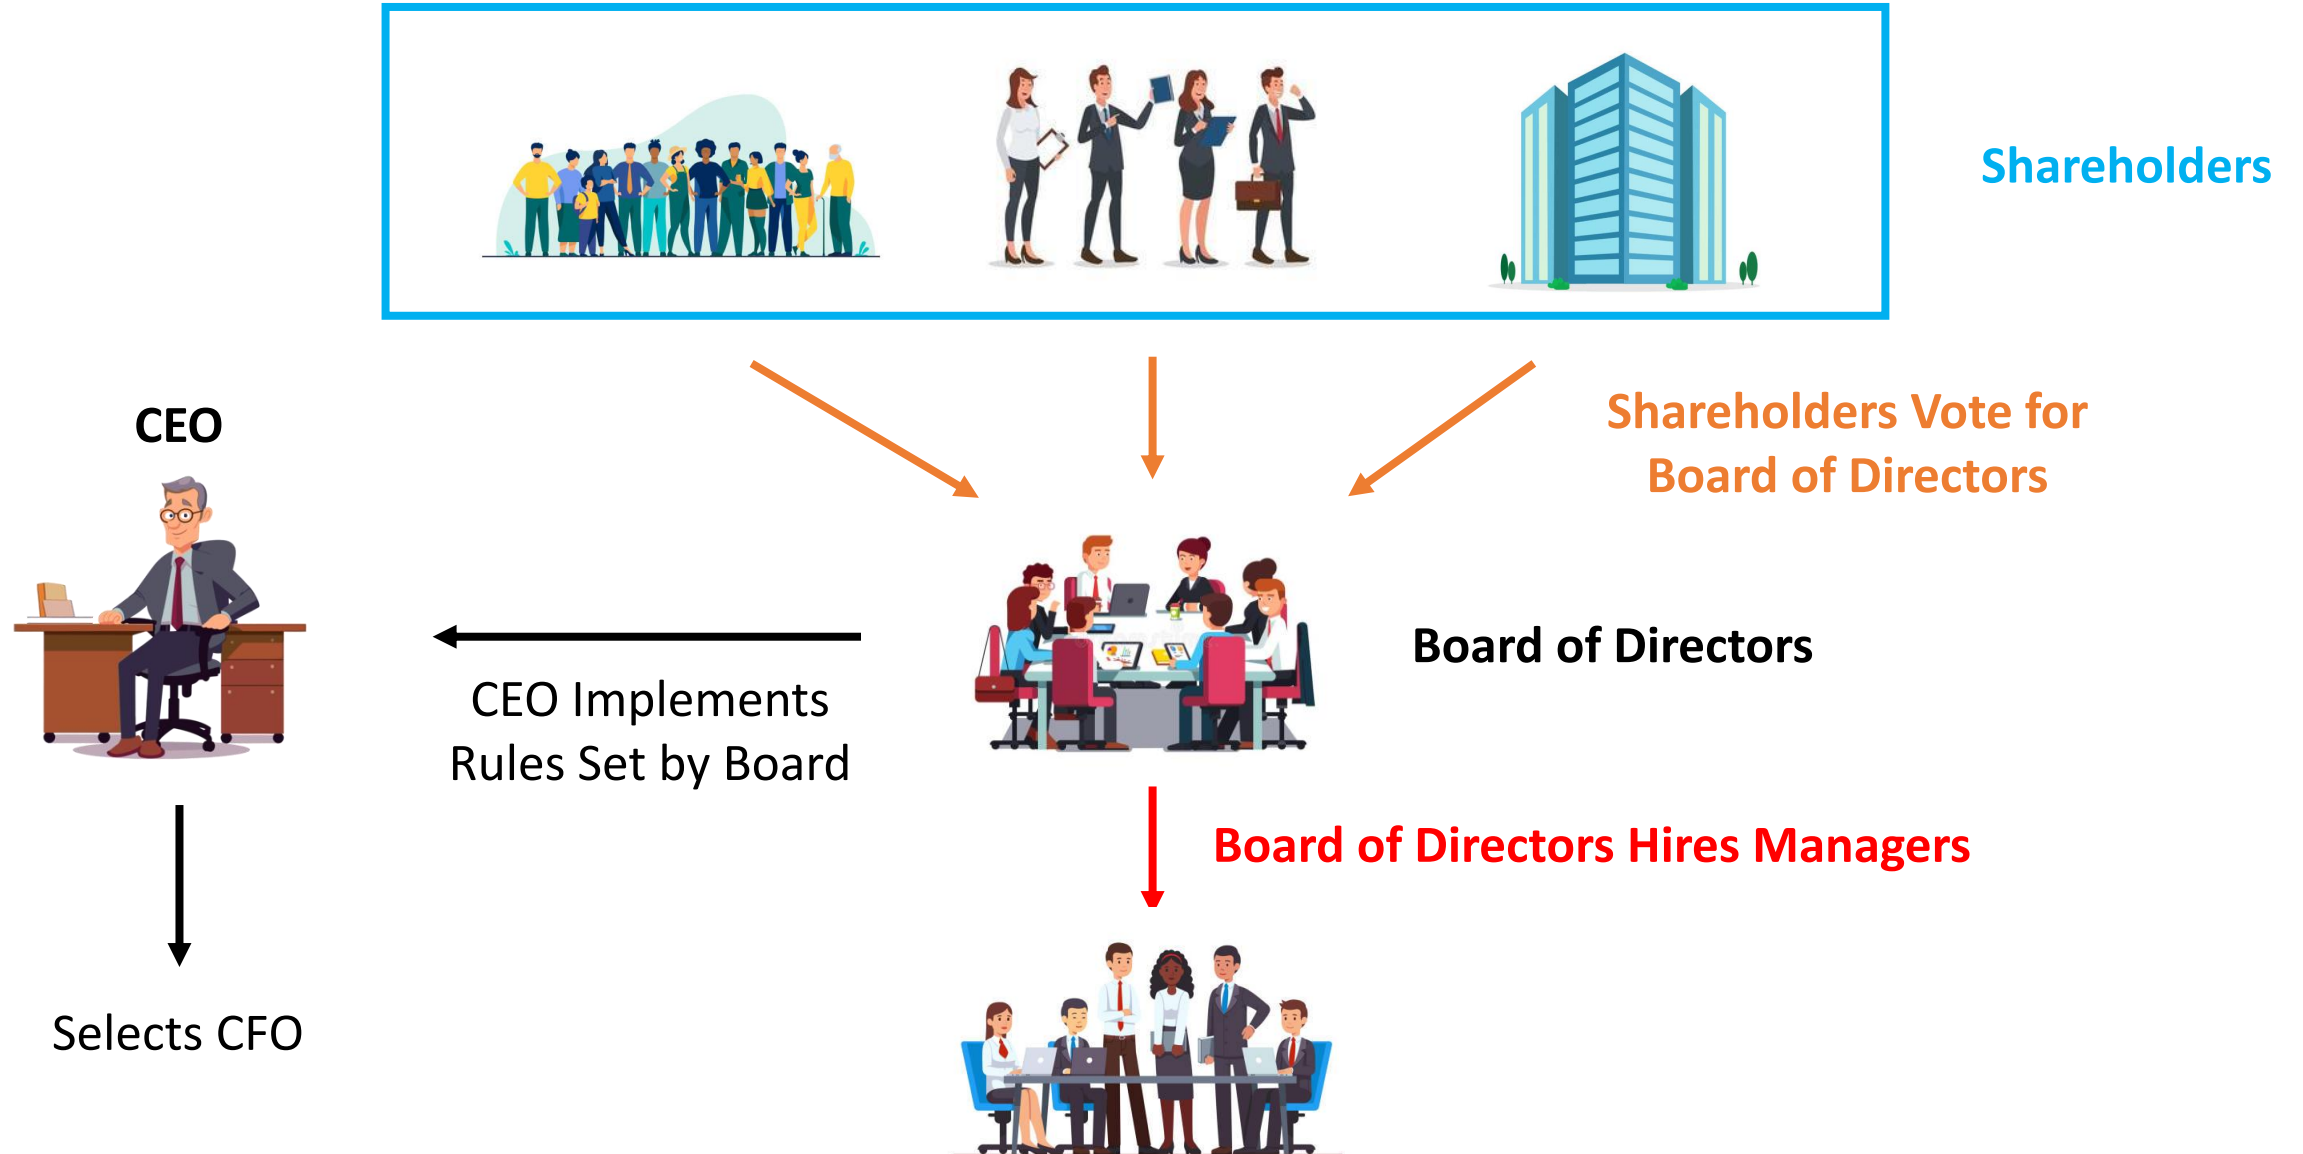 Shareholders
Shareholders Vote for
Board of Directors
CEO
Board of Directors
CEO Implements
Rules Set by Board
Board of Directors Hires Managers
Selects CFO